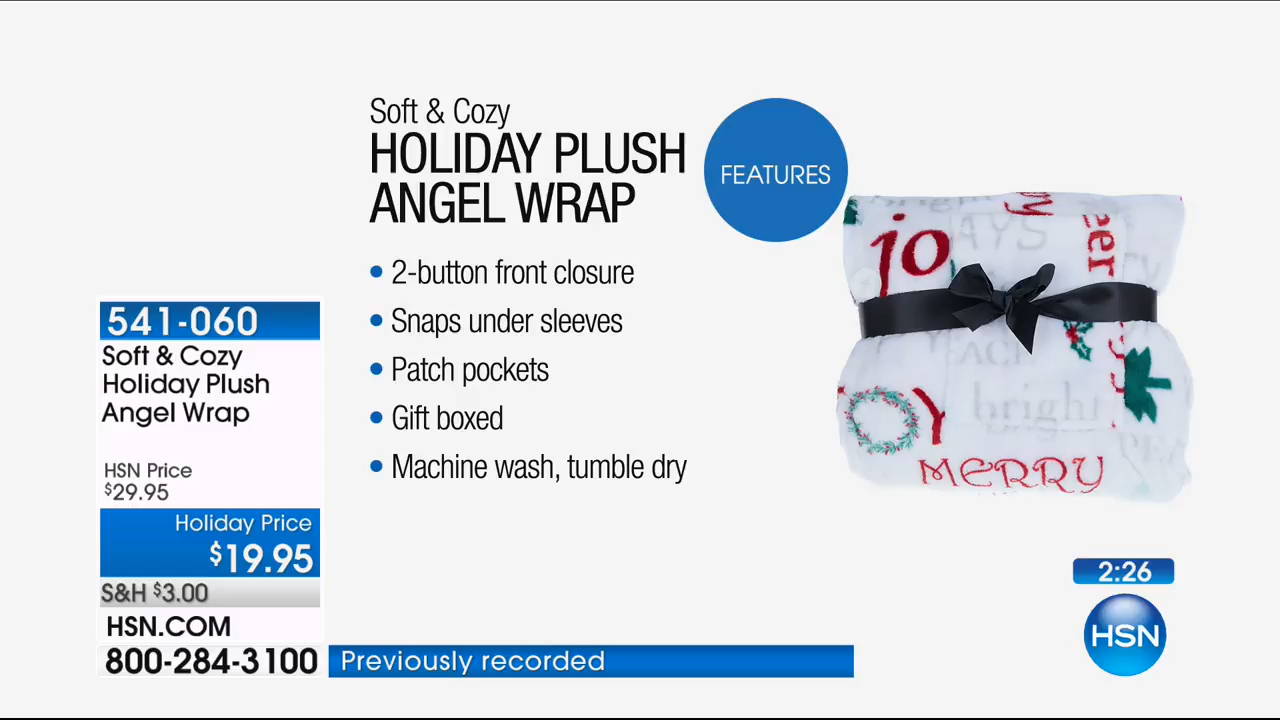 Soft & Cozy
HOLIDAY PLUSH
ANGEL WRAP
FEATURES
• 2-button front closure
• Snaps under sleeves
• Patch pockets
• Gift boxed
• Machine wash, tumble dry
jo
AYS
bright
MERRY
541-060
Soft & Cozy
Holiday Plush
Angel Wrap
HSN Price
$29.95
Holiday Price
$19.95
S&H $3.00
HSN.COM
800-284-3100
Previously recorded
2:26
HSN